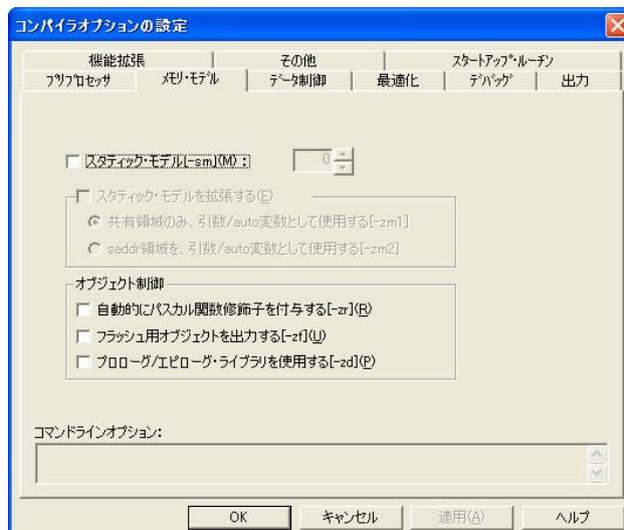 コンパイラオプションの設定
機能拡張 その他 スタートアップ・ルーチン
プリプロセッサ メモリ・モデル データ制御 最適化 デバッグ 出力
スタティック・モデル[-sm](M) : 0
スタティック・モデルを拡張する(E)
共有領域のみ、引数/auto変数として使用する[-zm1]
saddr領域を、引数/auto変数として使用する[-zm2]
オブジェクト制御
自動的にパスカル関数修飾子を付与する[-zr](R)
フラッシュ用オブジェクトを出力する[-zf](U)
プロローグ/エピローグ・ライブラリを使用する[-zd](P)
コマンドラインオプション:
OK キャンセル 適用(A) ヘルプ